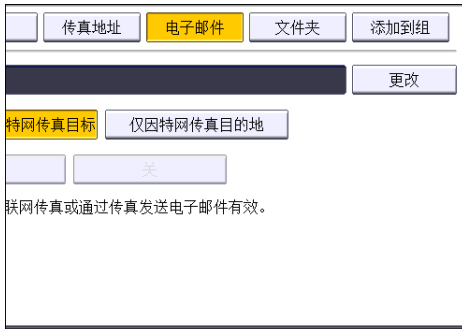 传真地址 电子邮件 文件夹 添加到组
更改
特网传真目标 仅因特网传真目的地
关
联网传真或通过传真发送电子邮件有效。